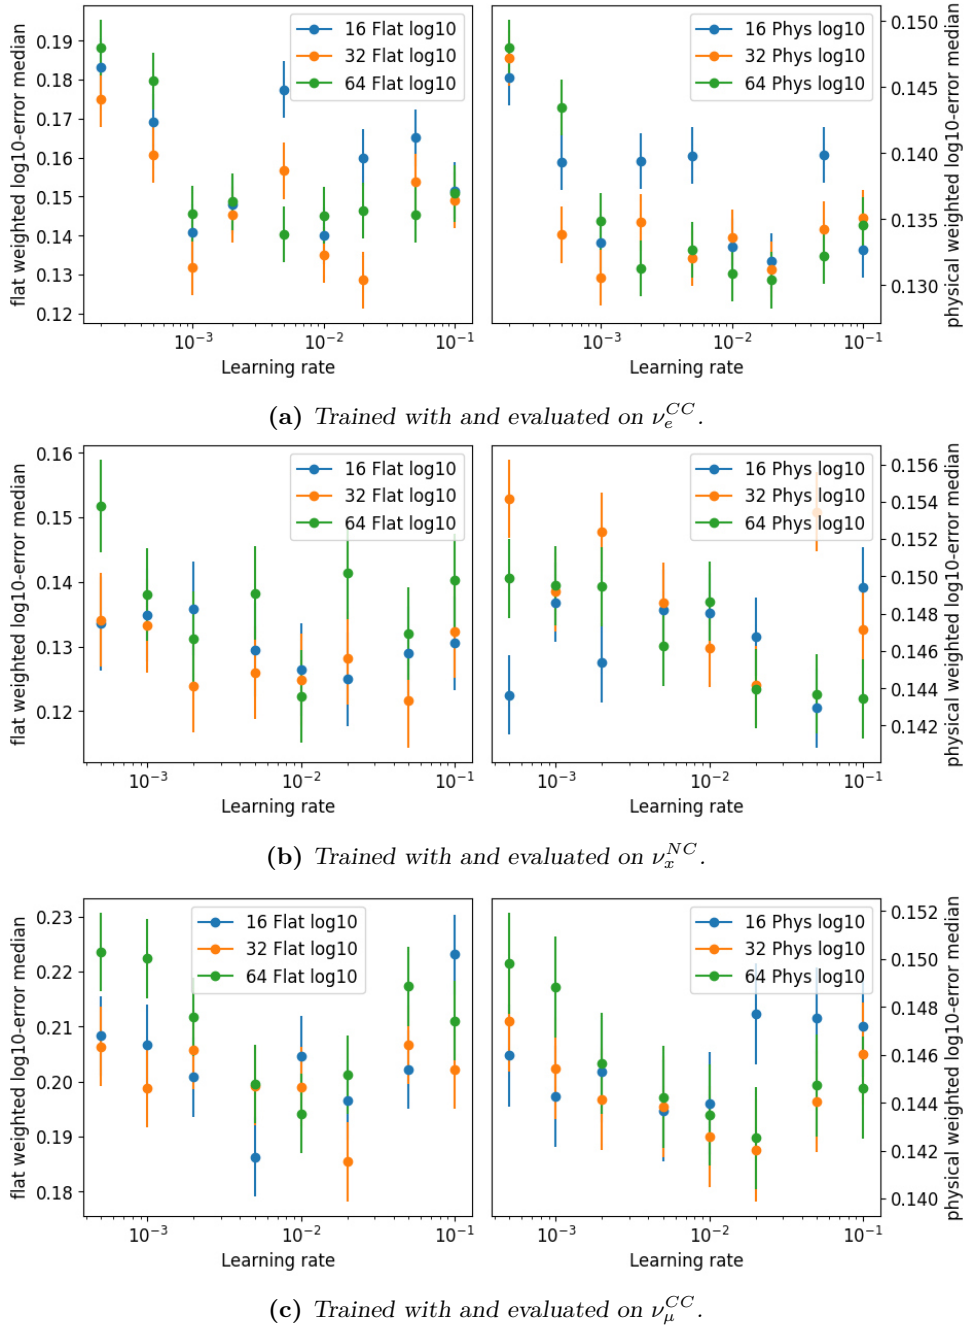 flat weighted log10-error median
0.19
0.18
0.17
0.16
0.15
0.14
0.13
0.12
16 Flat log10
32 Flat log10
64 Flat log10
10⁻³
10⁻²
10⁻¹
Learning rate
16 Phys log10
32 Phys log10
64 Phys log10
0.150
0.145
0.140
0.135
0.130
physical weighted log10-error median
10⁻³
10⁻²
10⁻¹
Learning rate
(a) Trained with and evaluated on ν_e^{CC}.
flat weighted log10-error median
0.16
0.15
0.14
0.13
0.12
16 Flat log10
32 Flat log10
64 Flat log10
10⁻³
10⁻²
10⁻¹
Learning rate
16 Phys log10
32 Phys log10
64 Phys log10
0.156
0.154
0.152
0.150
0.148
0.146
0.144
0.142
physical weighted log10-error median
10⁻³
10⁻²
10⁻¹
Learning rate
(b) Trained with and evaluated on ν_x^{NC}.
flat weighted log10-error median
0.23
0.22
0.21
0.20
0.19
0.18
16 Flat log10
32 Flat log10
64 Flat log10
10⁻³
10⁻²
10⁻¹
Learning rate
16 Phys log10
32 Phys log10
64 Phys log10
0.152
0.150
0.148
0.146
0.144
0.142
0.140
physical weighted log10-error median
10⁻³
10⁻²
10⁻¹
Learning rate
(c) Trained with and evaluated on ν_μ^{CC}.